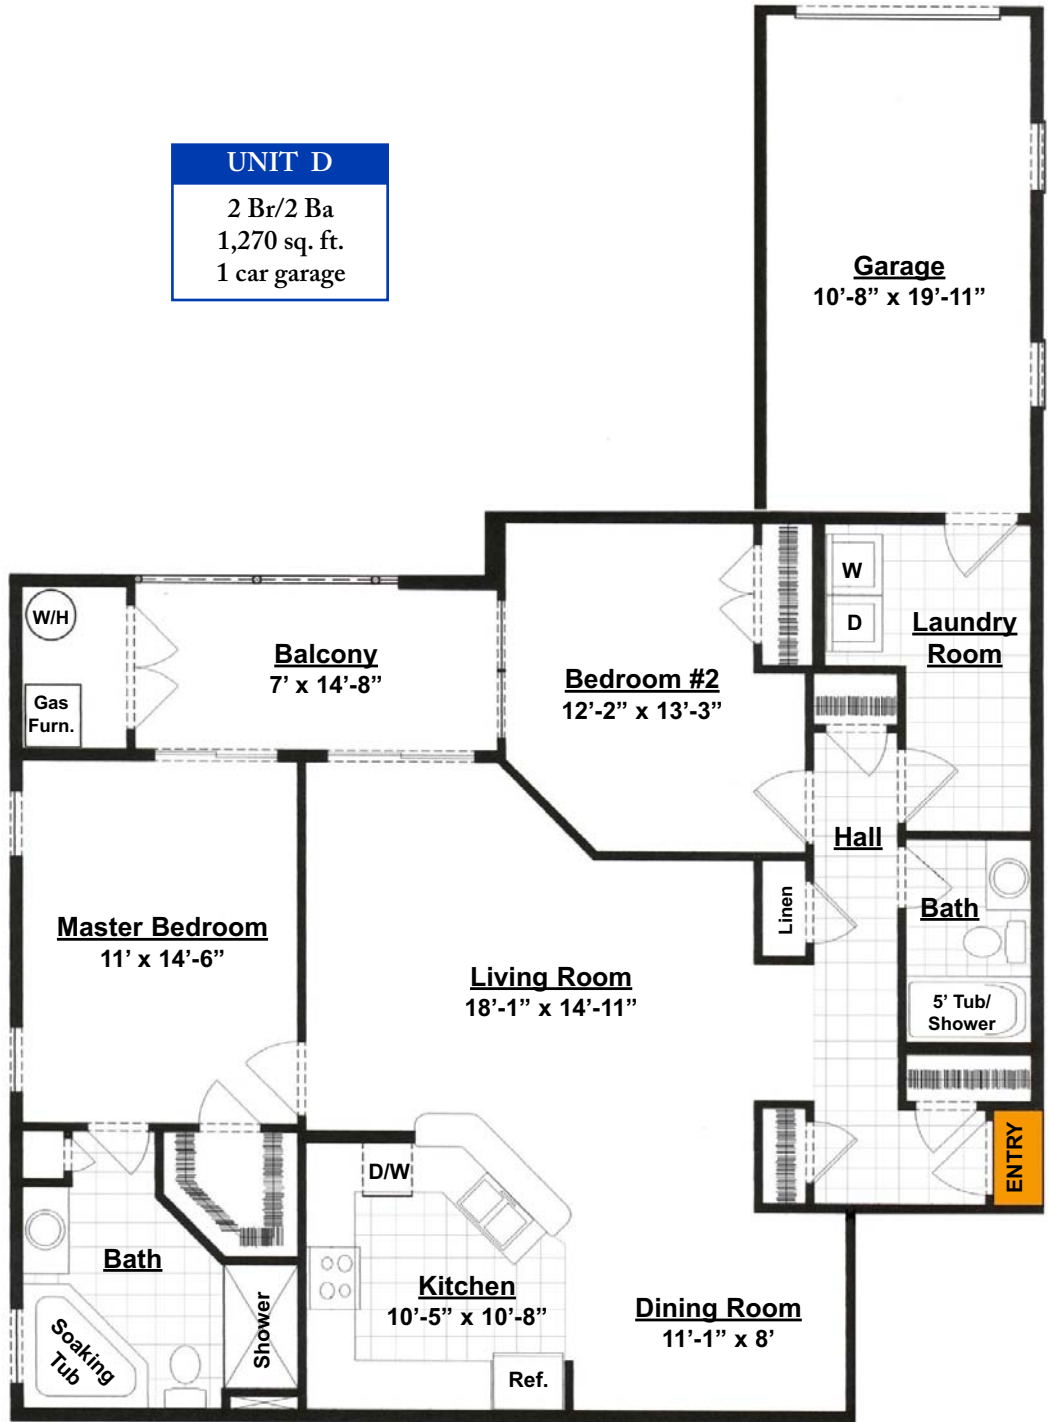 UNIT D
2 Br/2 Ba
1,270 sq. ft.
1 car garage
Garage
10’-8” x 19’-11”
W
D
Laundry
Room
W/H
Gas
Furn.
Balcony
7’ x 14’-8”
Bedroom #2
12’-2” x 13’-3”
Hall
Linen
Bath
5’ Tub/
Shower
Master Bedroom
11’ x 14’-6”
Living Room
18’-1” x 14’-11”
ENTRY
D/W
Bath
Soaking
Tub
Shower
Kitchen
10’-5” x 10’-8”
Ref.
Dining Room
11’-1” x 8’